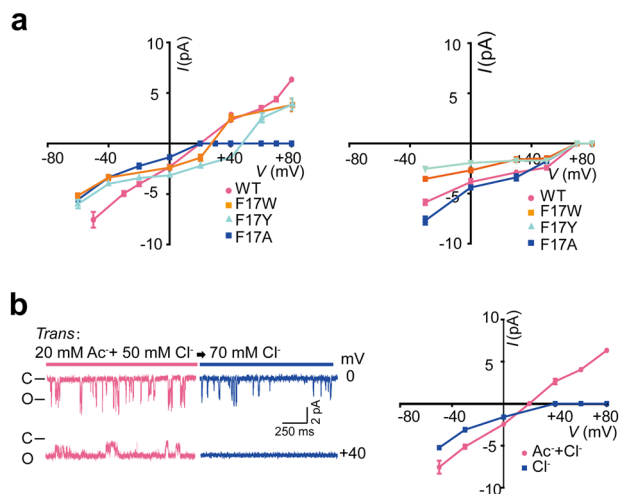 a
10
I(pA)
5
-80
-40
+40
+80
V (mV)
-5
-10
WT
F17W
F17Y
F17A
10
I(pA)
5
-80
-40
+40
+80
V (mV)
-5
-10
WT
F17W
F17Y
F17A
b
Trans:
20 mM Ac⁻+ 50 mM Cl⁻ ➡ 70 mM Cl⁻
mV
C
0
O
2 pA
250 ms
C
O
+40
10
I(pA)
5
-80
-40
+40
+80
V (mV)
-5
-10
Ac⁻+Cl⁻
Cl⁻